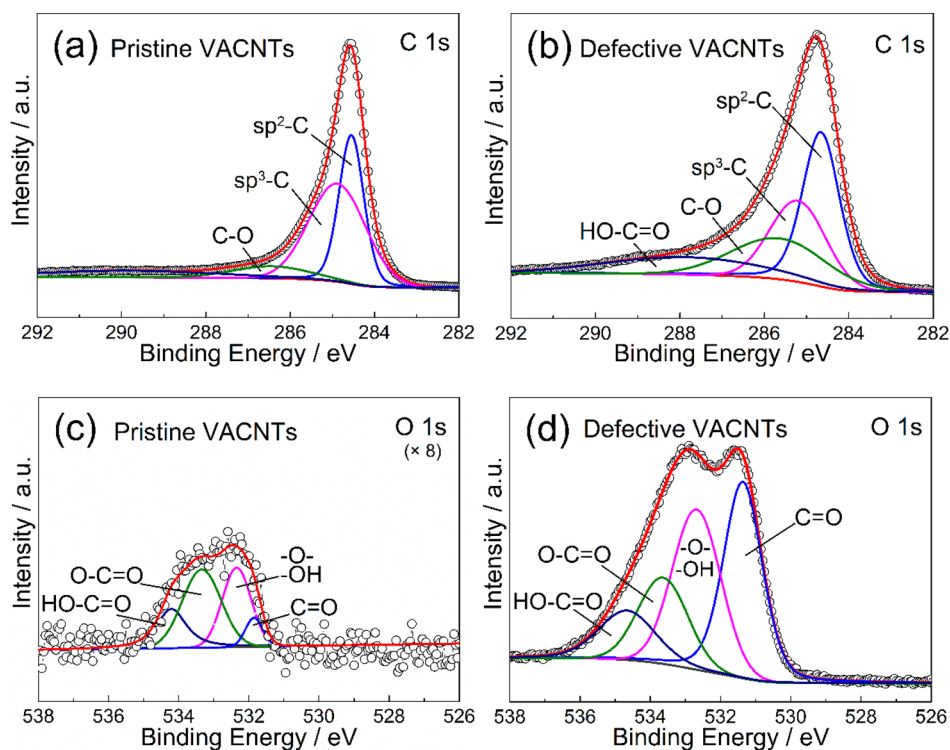 (a) Pristine VACNTs C 1s
sp²-C
sp³-C
C-O
Intensity / a.u.
292 290 288 286 284 282
Binding Energy / eV
(b) Defective VACNTs C 1s
sp²-C
sp³-C
C-O
HO-C=O
Intensity / a.u.
292 290 288 286 284 282
Binding Energy / eV
(c) Pristine VACNTs O 1s
(× 8)
-O-
-OH
O-C=O
HO-C=O
C=O
Intensity / a.u.
538 536 534 532 530 528 526
Binding Energy / eV
(d) Defective VACNTs O 1s
C=O
-O-
-OH
O-C=O
HO-C=O
Intensity / a.u.
538 536 534 532 530 528 526
Binding Energy / eV